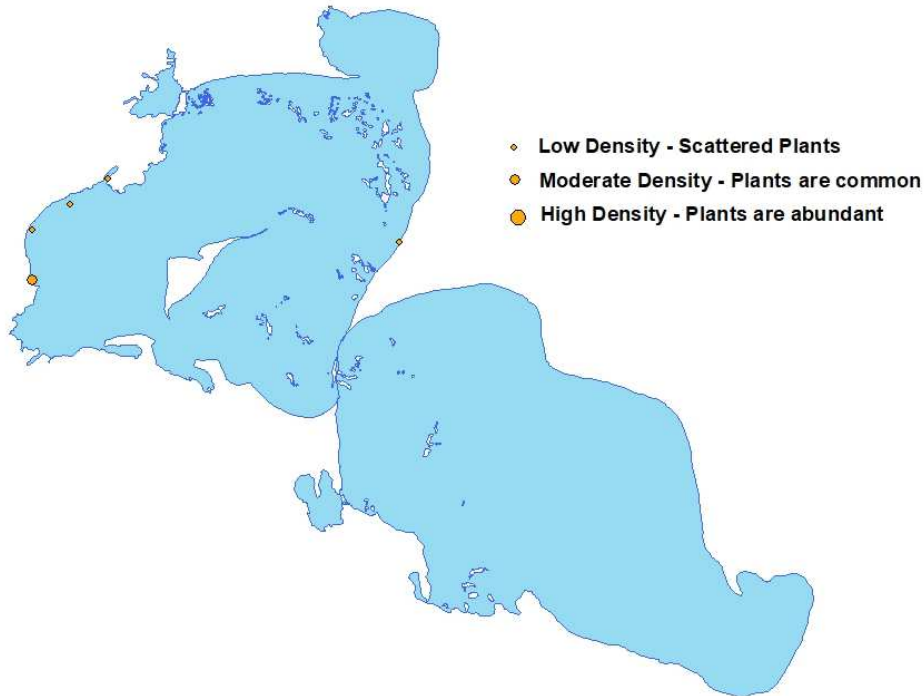 Low Density - Scattered Plants
Moderate Density - Plants are common
High Density - Plants are abundant